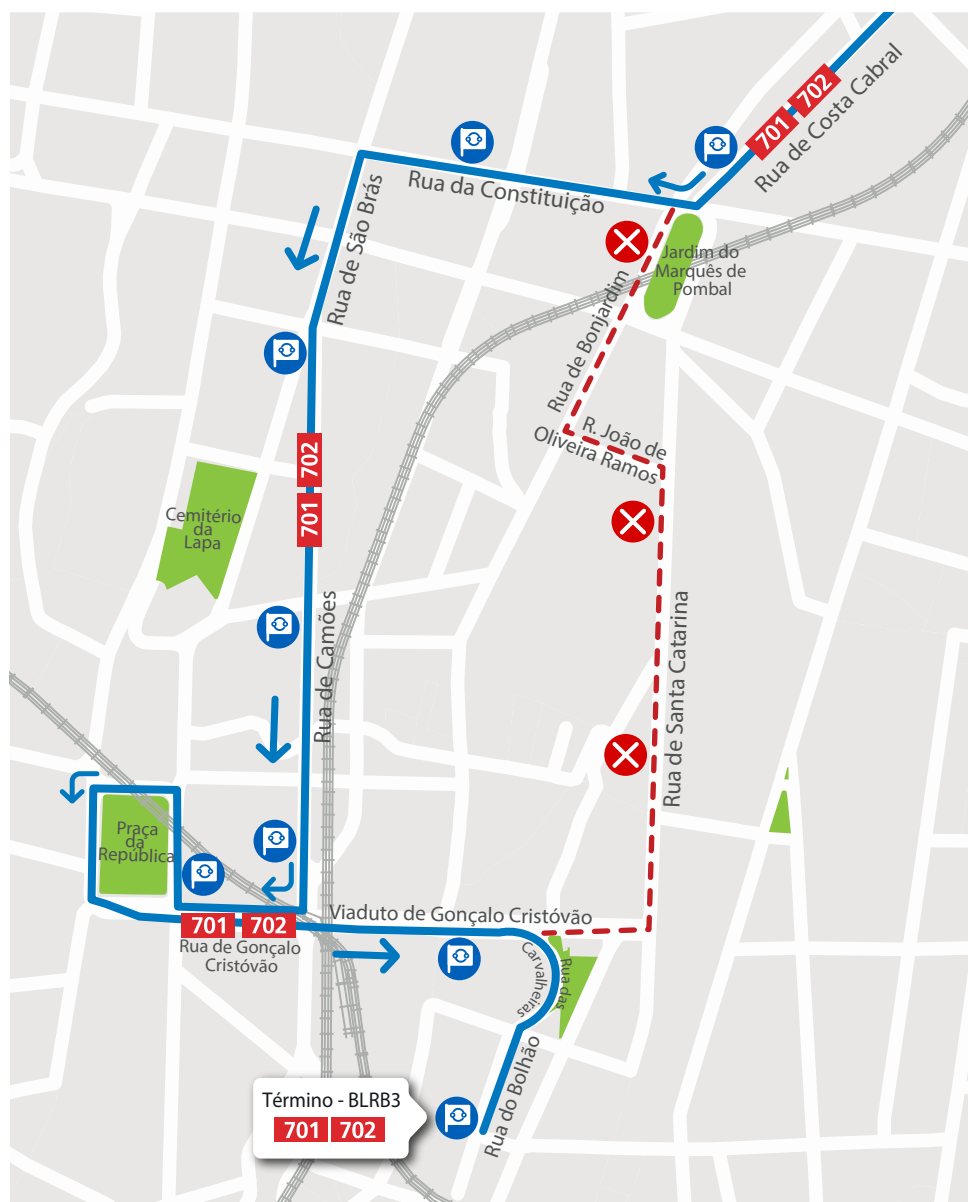 702
701
Rua de Costa Cabral
Rua da Constituição
Rua de São Brás
Jardim do
Marquês de
Pombal
Rua de Bonjardim
R. João de
Oliveira Ramos
702
701
Cemitério
da
Lapa
Rua de Camões
Rua de Santa Catarina
Praça
da
República
701 702
Rua de Gonçalo
Cristóvão
Viaduto de Gonçalo Cristóvão
Rua das
Carvalheiras
Rua do Bolhão
Término - BLRB3
701 702